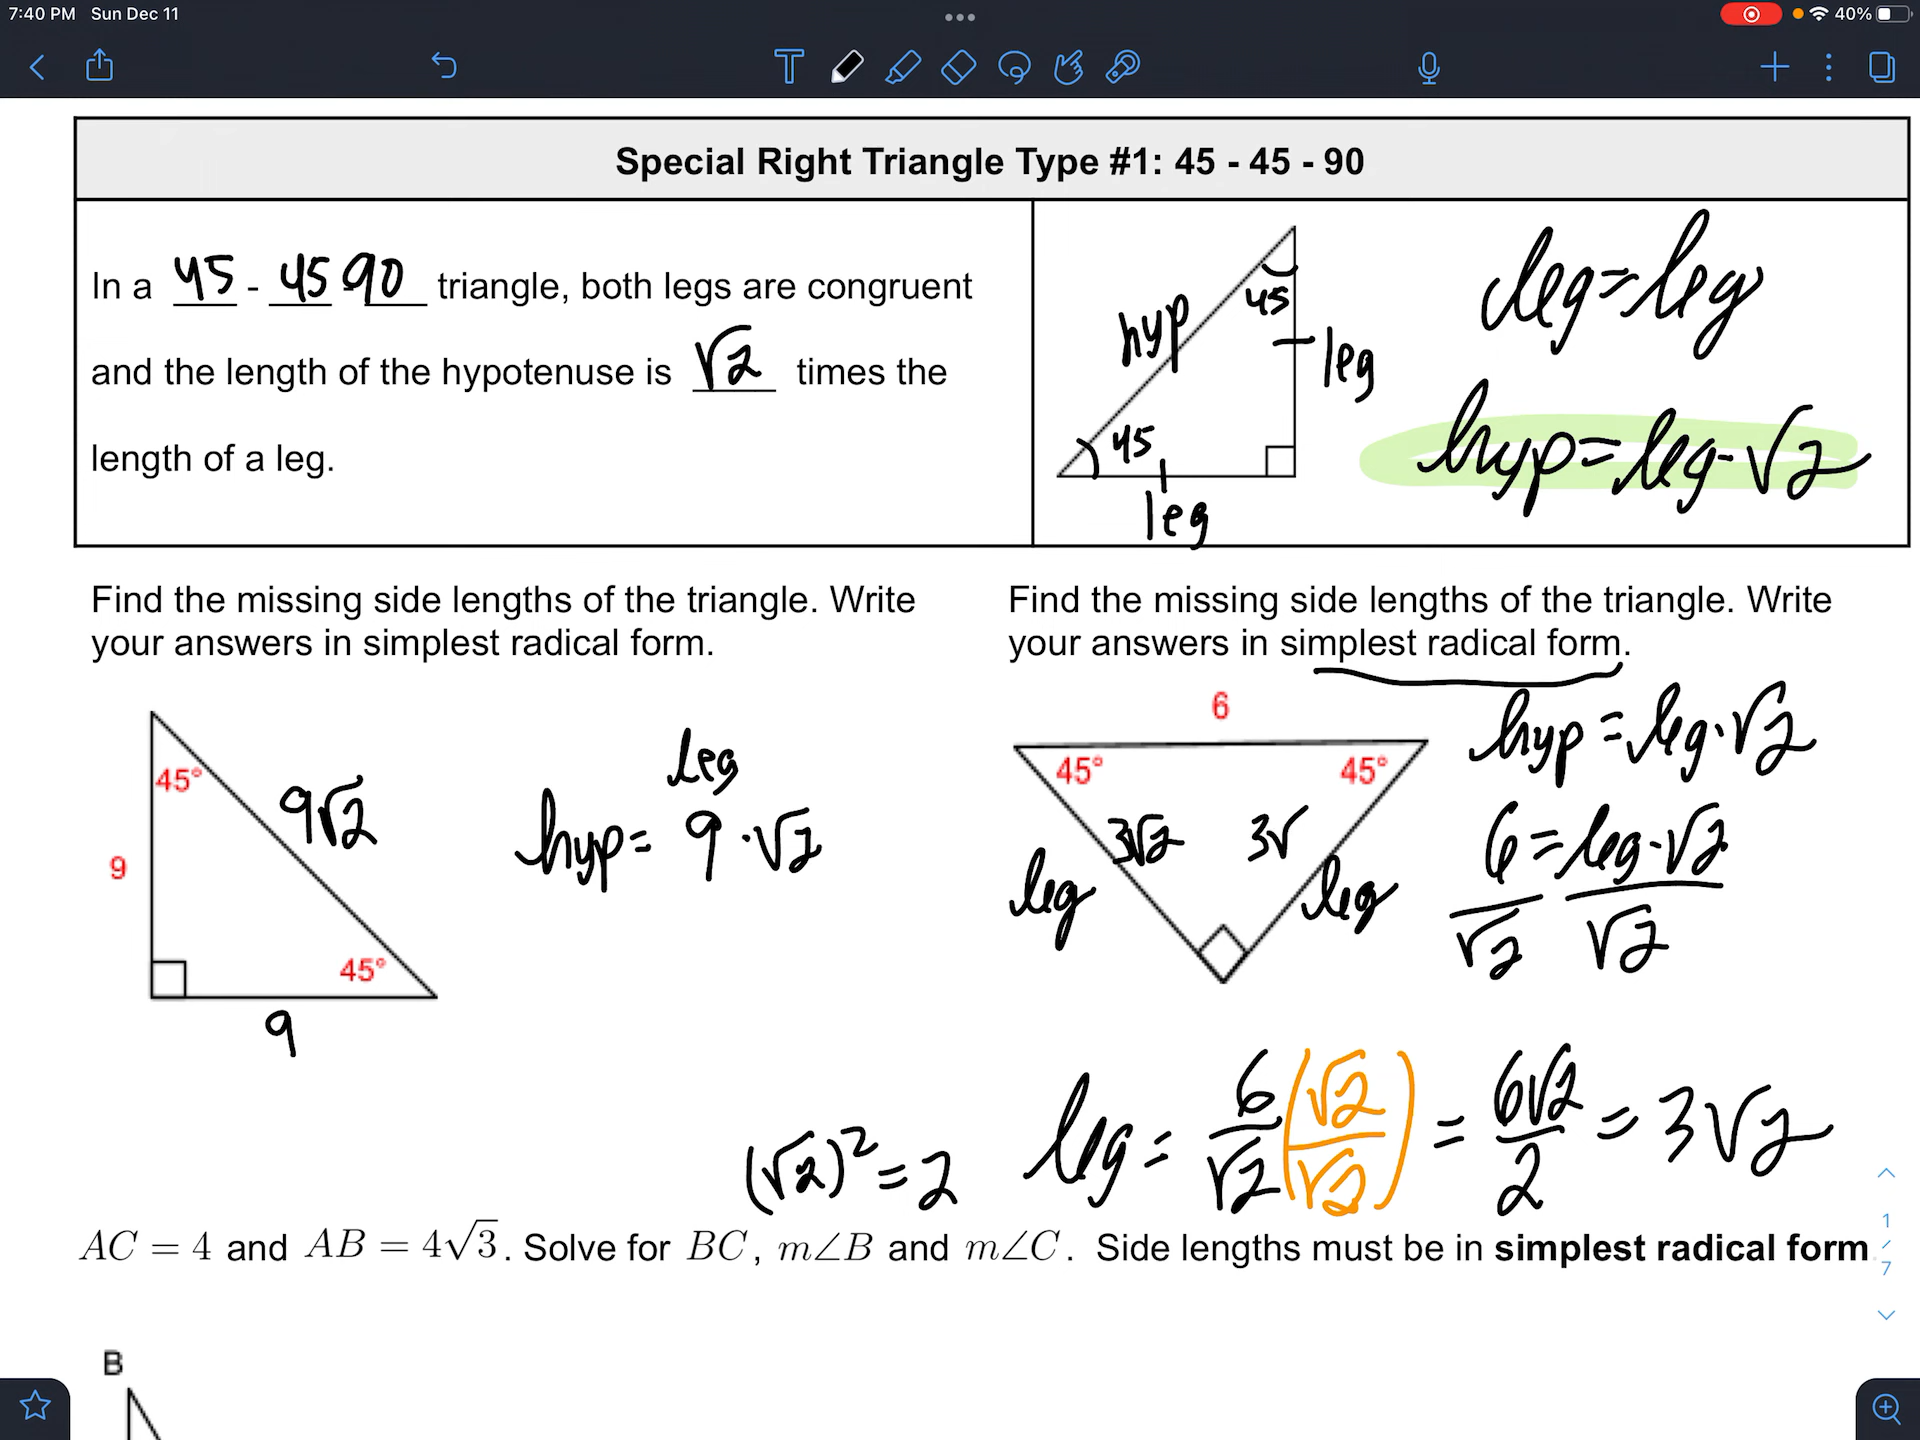 7:40 PM Sun Dec 11
40%
Special Right Triangle Type #1: 45 - 45 - 90
In a 45 - 45 - 90 triangle, both legs are congruent
and the length of the hypotenuse is √2 times the
length of a leg.
hyp
45
leg
45
leg
leg=leg
hyp=leg·√2
Find the missing side lengths of the triangle. Write
your answers in simplest radical form.
45°
9√2
9
45°
9
leg
hyp= 9 ·√2
Find the missing side lengths of the triangle. Write
your answers in simplest radical form.
6
45° 45°
3√2 3√
leg leg
hyp=leg·√2
6=leg·√2
√2 √2
(√2)²=2
leg= 6/√2 (√2/√2) = 6√2/2 = 3√2
AC = 4 and AB = 4√3. Solve for BC, m∠B and m∠C. Side lengths must be in simplest radical form
1
7
B